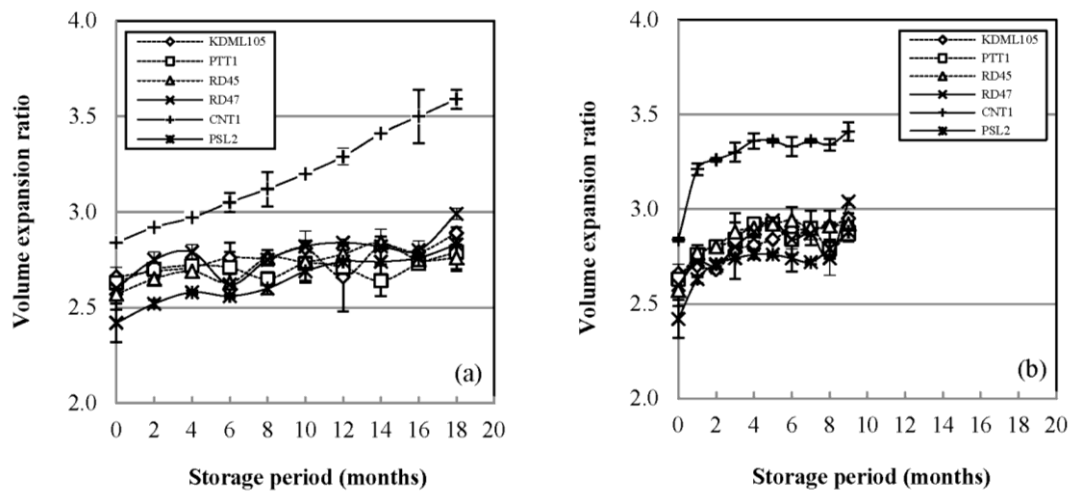 Volume expansion ratio
4.0
3.5
3.0
2.5
2.0
KDML105
PTT1
RD45
RD47
CNT1
PSL2
(a)
0 2 4 6 8 10 12 14 16 18 20
Storage period (months)
Volume expansion ratio
4.0
3.5
3.0
2.5
2.0
KDML105
PTT1
RD45
RD47
CNT1
PSL2
(b)
0 2 4 6 8 10 12 14 16 18 20
Storage period (months)